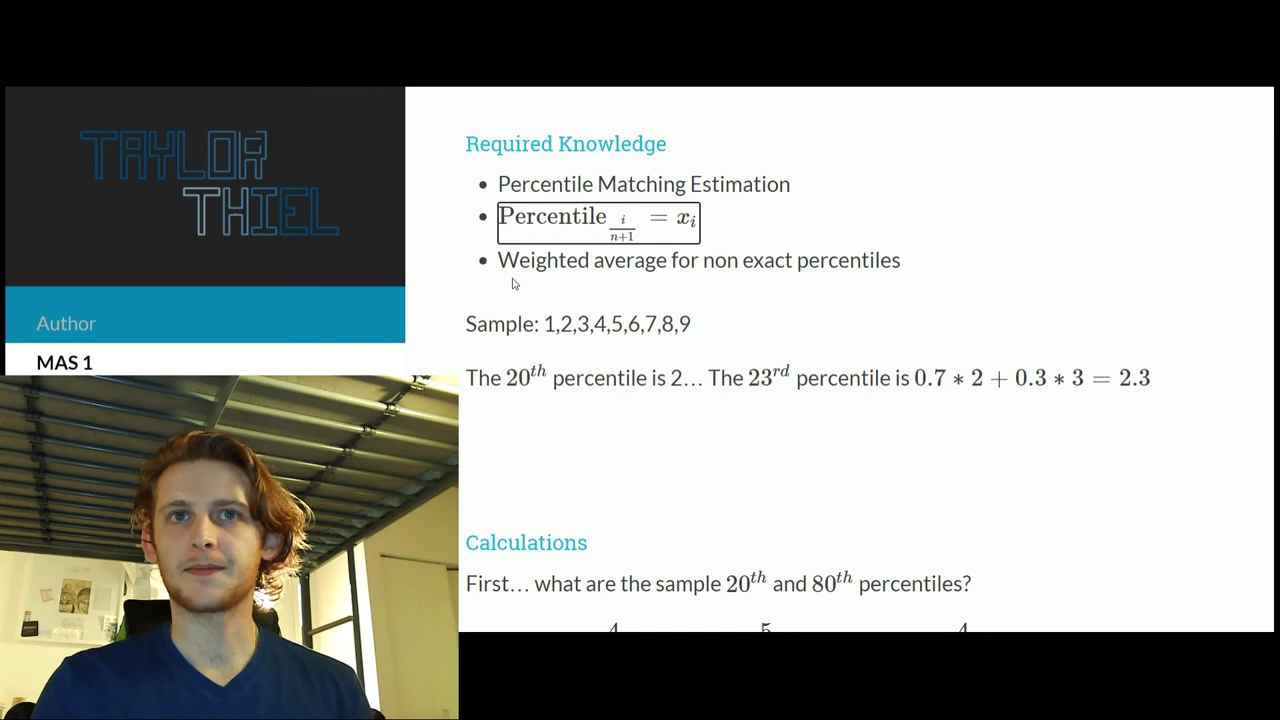 TAYLOR
THIEL
Author
MAS 1
Required Knowledge
• Percentile Matching Estimation
• Percentile i/(n+1) = xᵢ
• Weighted average for non exact percentiles
Sample: 1,2,3,4,5,6,7,8,9
The 20ᵗʰ percentile is 2… The 23ʳᵈ percentile is 0.7 ∗ 2 + 0.3 ∗ 3 = 2.3
Calculations
First… what are the sample 20ᵗʰ and 80ᵗʰ percentiles?